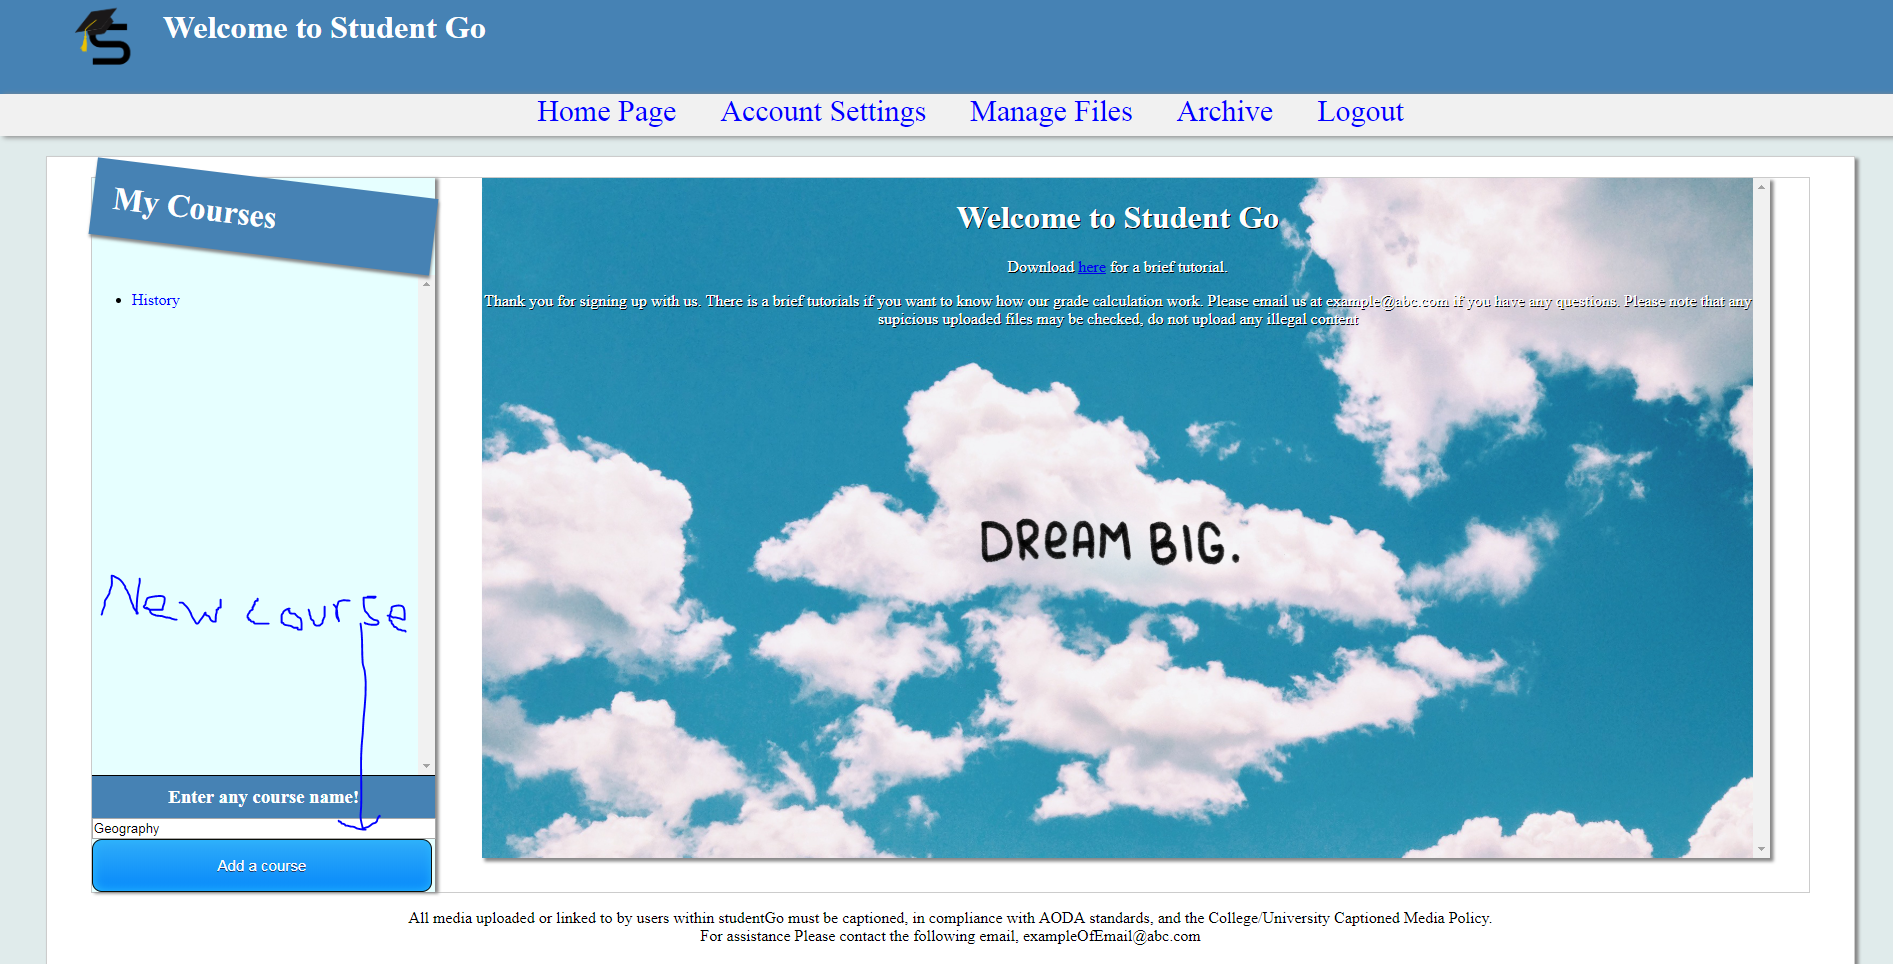 Welcome to Student Go
Home Page Account Settings Manage Files Archive Logout
My Courses
History
New course
Enter any course name!
Geography
Add a course
Welcome to Student Go
Download here for a brief tutorial.
Thank you for signing up with us. There is a brief tutorials if you want to know how our grade calculation work. Please email us at example@abc.com if you have any questions. Please note that any
supicious uploaded files may be checked, do not upload any illegal content
DREAM BIG.
All media uploaded or linked to by users within studentGo must be captioned, in compliance with AODA standards, and the College/University Captioned Media Policy.
For assistance Please contact the following email, exampleOfEmail@abc.com